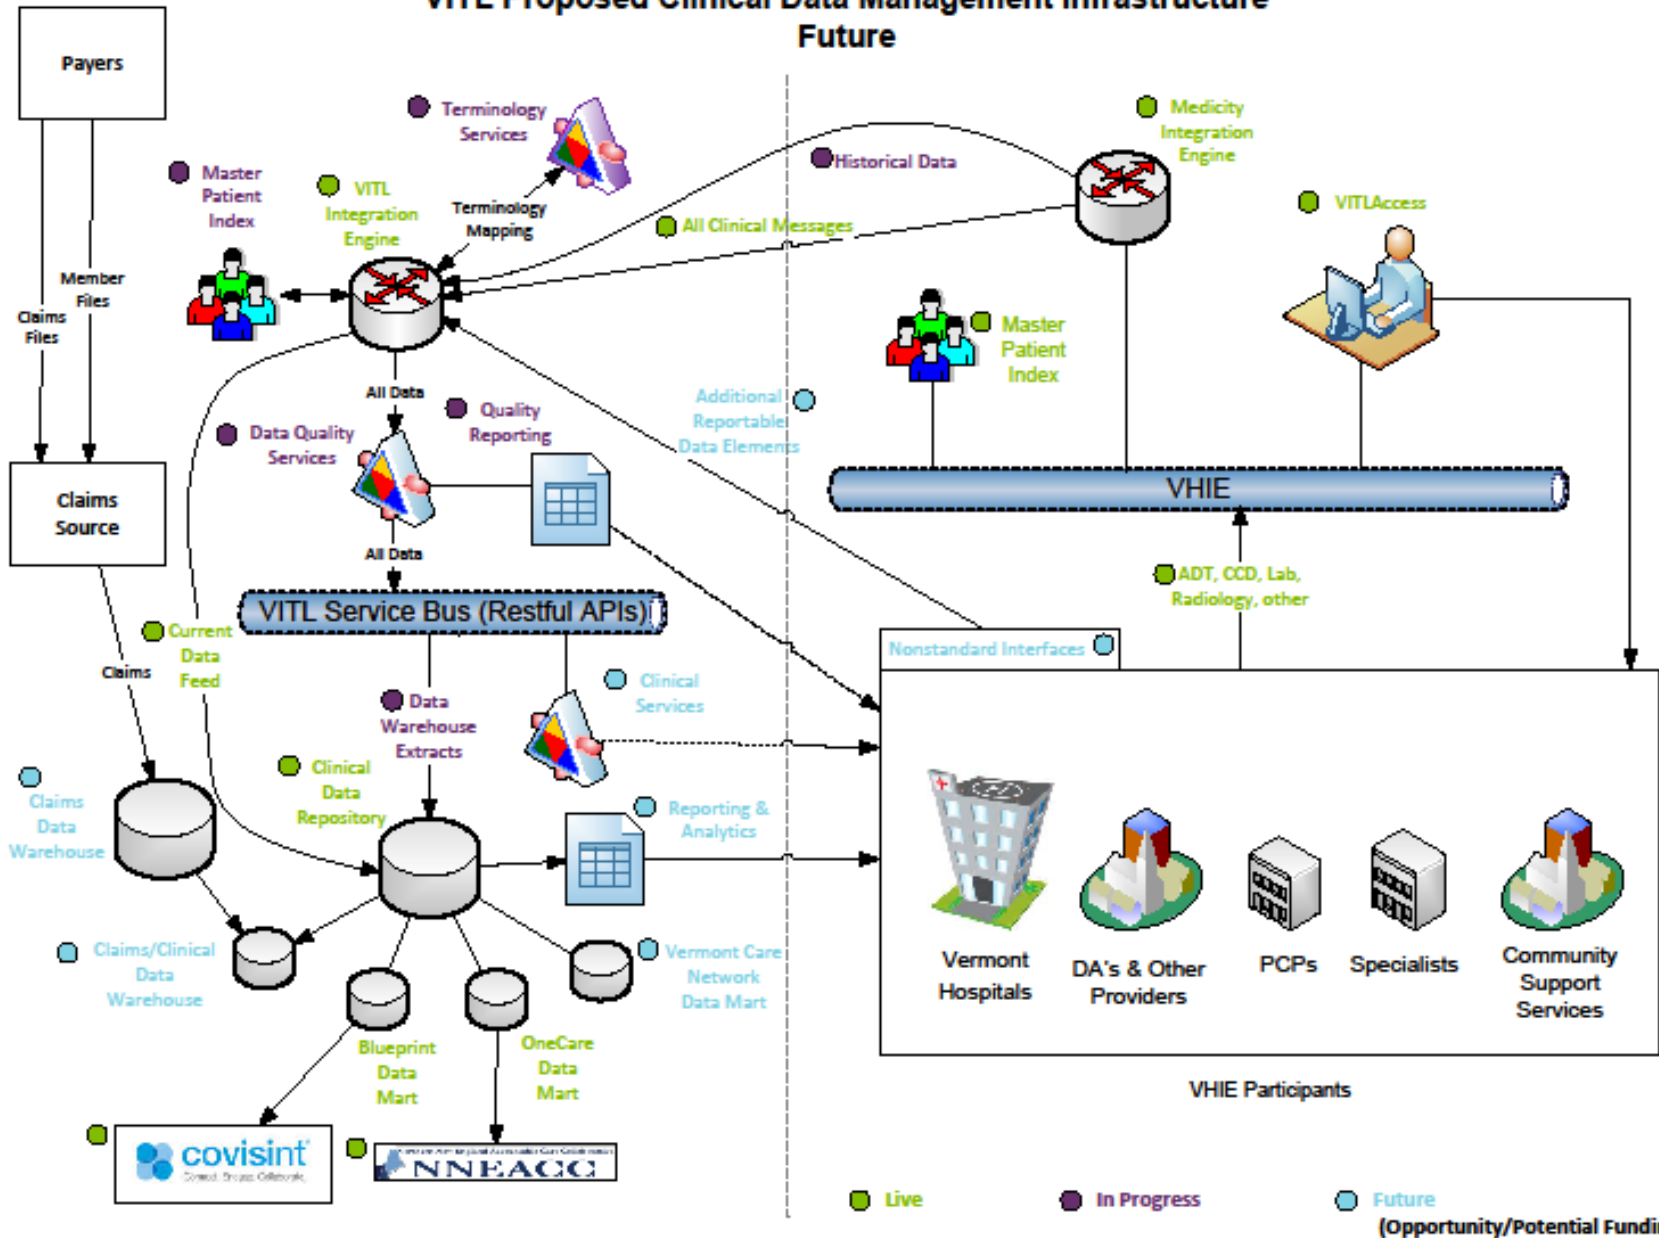 VITL Proposed Clinical Data Management Infrastructure
Future
Payers
Terminology
Services
Medicity
Integration
Engine
Historical Data
Master
Patient
Index
VITL
Integration
Engine
Terminology
Mapping
All Clinical Messages
VITLAccess
Member
Files
Claims
Files
Master
Patient
Index
All Data
Additional
Reportable
Data Elements
Quality
Reporting
Data Quality
Services
VHIE
Claims
Source
All Data
ADT, CCD, Lab,
Radiology, other
VITL Service Bus (Restful APIs)
Current
Data
Feed
Nonstandard Interfaces
Claims
Clinical
Services
Data
Warehouse
Extracts
Clinical
Data
Repository
Claims
Data
Warehouse
Reporting &
Analytics
Claims/Clinical
Data
Warehouse
Vermont Care
Network
Data Mart
Vermont
Hospitals
DA's & Other
Providers
PCPs
Specialists
Community
Support
Services
Blueprint
Data
Mart
OneCare
Data
Mart
VHIE Participants
covisint
NNEACC
Live
In Progress
Future
(Opportunity/Potential Fundin